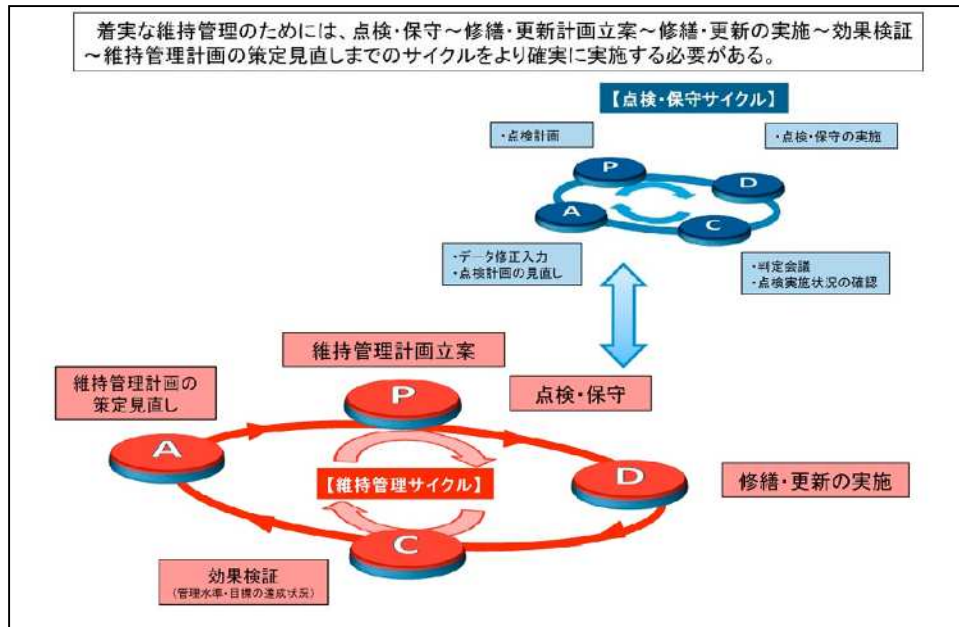 着実な維持管理のためには、点検・保守～修繕・更新計画立案～修繕・更新の実施～効果検証
～維持管理計画の策定見直しまでのサイクルをより確実に実施する必要がある。
【点検・保守サイクル】
・点検計画
・点検・保守の実施
P
D
A
C
・データ修正入力
・点検計画の見直し
・判定会議
・点検実施状況の確認
維持管理計画立案
点検・保守
維持管理計画の
策定見直し
P
A
【維持管理サイクル】
D
修繕・更新の実施
C
効果検証
（管理水準・目標の達成状況）